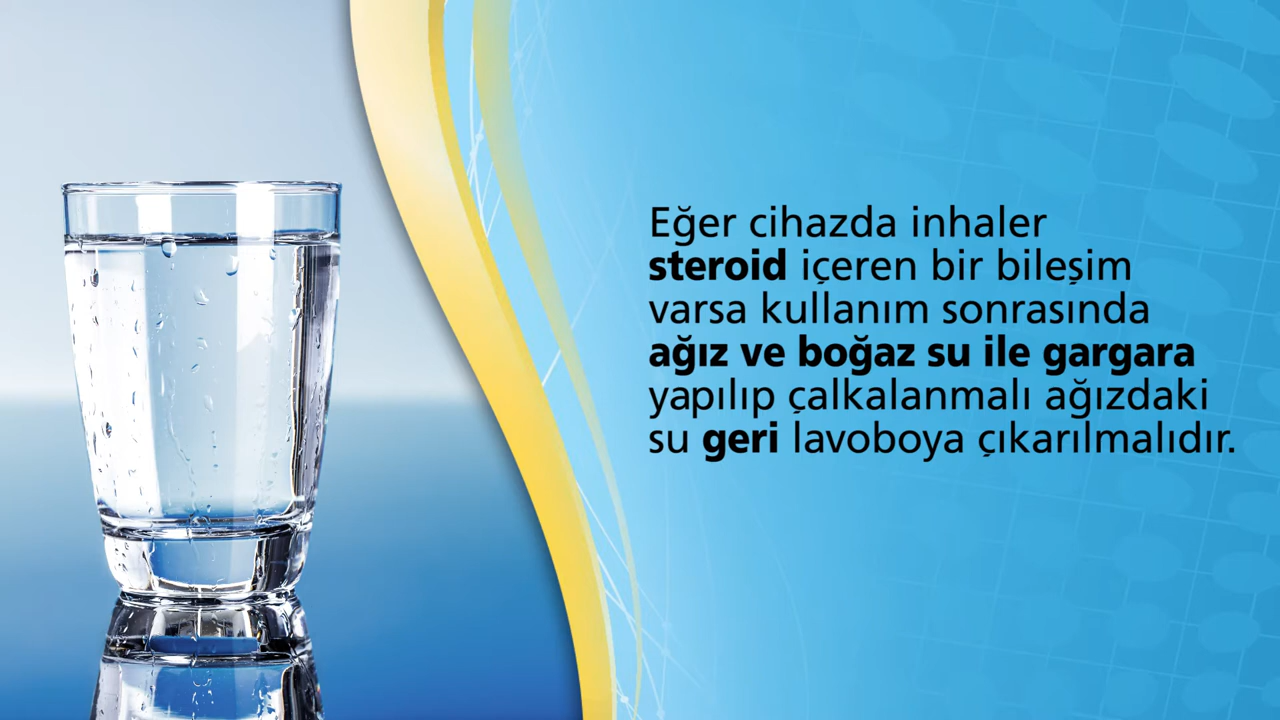 Eğer cihazda inhaler
steroid içeren bir bileşim
varsa kullanım sonrasında
ağız ve boğaz su ile gargara
yapılıp çalkalanmalı ağızdaki
su geri lavoboya çıkarılmalıdır.